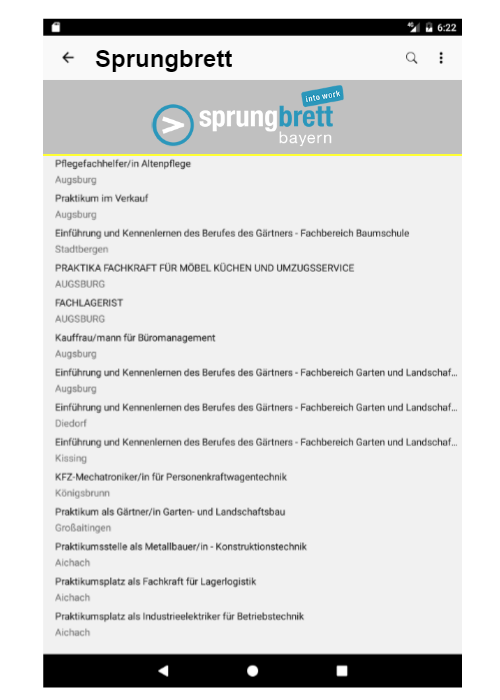 4G 6:22
Sprungbrett
into work
sprungbrett
bayern
Pflegefachhelfer/in Altenpflege
Augsburg
Praktikum im Verkauf
Augsburg
Einführung und Kennenlernen des Berufes des Gärtners - Fachbereich Baumschule
Stadtbergen
PRAKTIKA FACHKRAFT FÜR MÖBEL KÜCHEN UND UMZUGSSERVICE
AUGSBURG
FACHLAGERIST
AUGSBURG
Kauffrau/mann für Büromanagement
Augsburg
Einführung und Kennenlernen des Berufes des Gärtners - Fachbereich Garten und Landschaf...
Augsburg
Einführung und Kennenlernen des Berufes des Gärtners - Fachbereich Garten und Landschaf...
Diedorf
Einführung und Kennenlernen des Berufes des Gärtners - Fachbereich Garten und Landschaf...
Kissing
KFZ-Mechatroniker/in für Personenkraftwagentechnik
Königsbrunn
Praktikum als Gärtner/in Garten- und Landschaftsbau
Großaitingen
Praktikumsstelle als Metallbauer/in - Konstruktionstechnik
Aichach
Praktikumsplatz als Fachkraft für Lagerlogistik
Aichach
Praktikumsplatz als Industrieelektriker für Betriebstechnik
Aichach